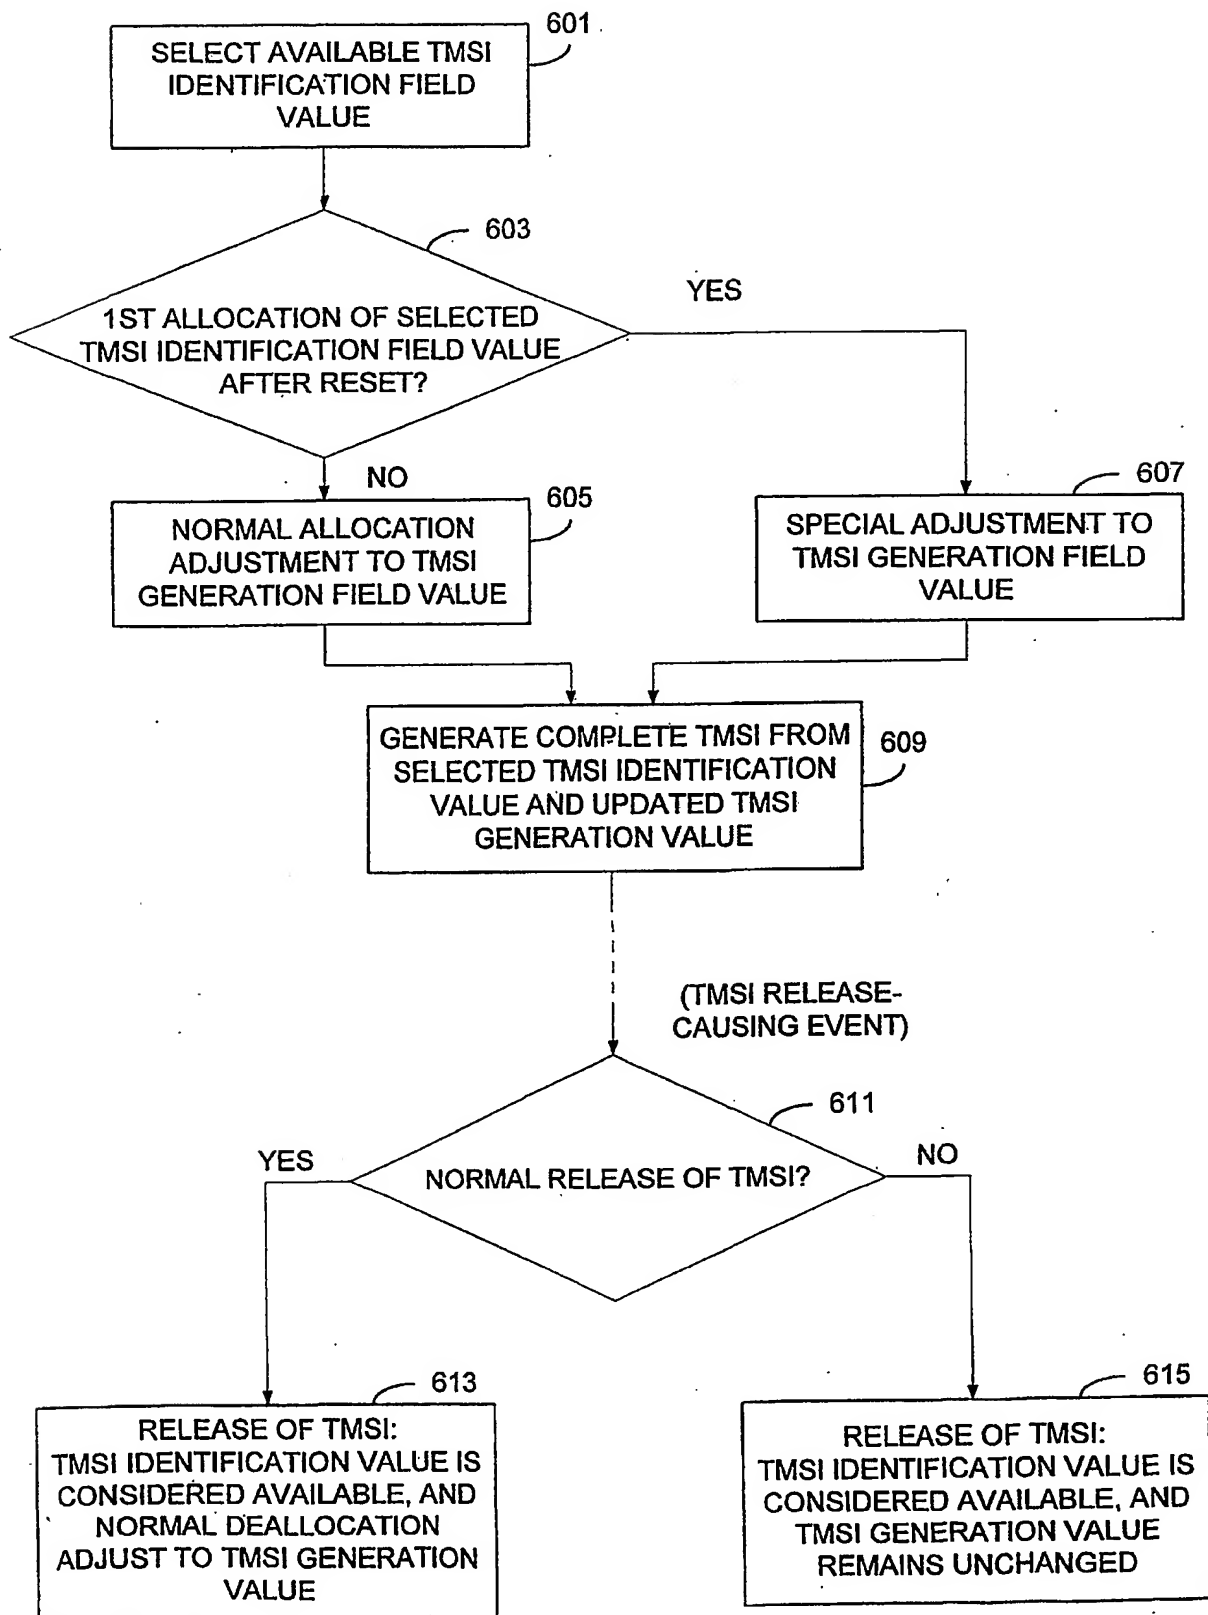 601
SELECT AVAILABLE TMSI
IDENTIFICATION FIELD
VALUE
603
YES
1ST ALLOCATION OF SELECTED
TMSI IDENTIFICATION FIELD VALUE
AFTER RESET?
NO
605
NORMAL ALLOCATION
ADJUSTMENT TO TMSI
GENERATION FIELD VALUE
607
SPECIAL ADJUSTMENT TO
TMSI GENERATION FIELD
VALUE
GENERATE COMPLETE TMSI FROM
SELECTED TMSI IDENTIFICATION
VALUE AND UPDATED TMSI
GENERATION VALUE
609
(TMSI RELEASE-
CAUSING EVENT)
611
YES
NORMAL RELEASE OF TMSI?
NO
613
RELEASE OF TMSI:
TMSI IDENTIFICATION VALUE IS
CONSIDERED AVAILABLE, AND
NORMAL DEALLOCATION
ADJUST TO TMSI GENERATION
VALUE
615
RELEASE OF TMSI:
TMSI IDENTIFICATION VALUE IS
CONSIDERED AVAILABLE, AND
TMSI GENERATION VALUE
REMAINS UNCHANGED